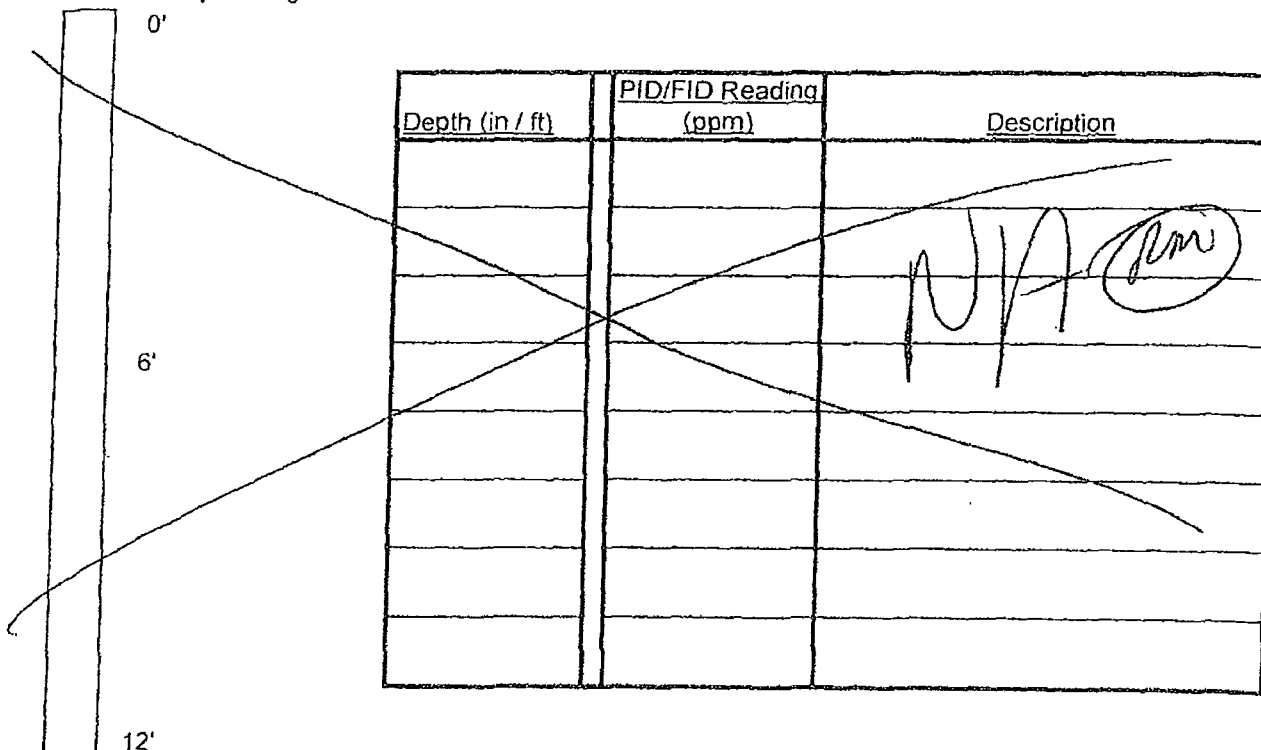 0'
Depth (in / ft)
PID/FID Reading
(ppm)
Description
NA
6'
12'